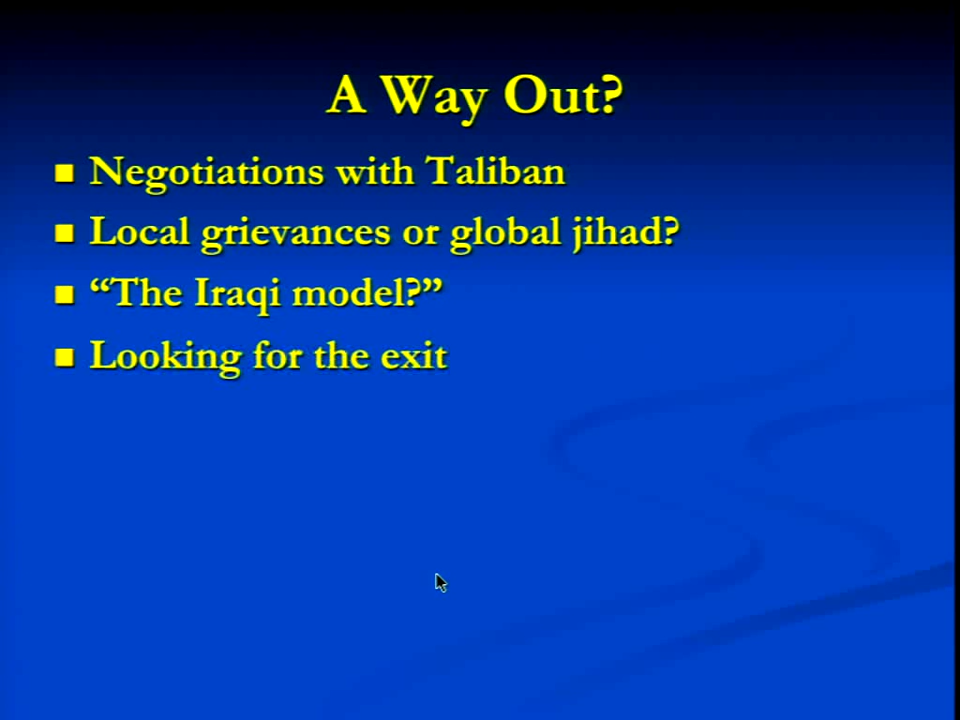 A Way Out?
Negotiations with Taliban
Local grievances or global jihad?
“The Iraqi model?”
Looking for the exit